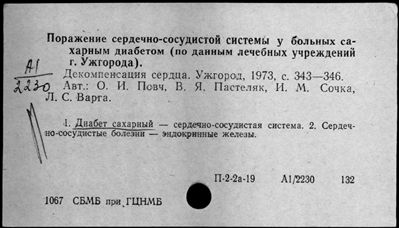 Поражение сердечно-сосудистой системы у больных са-
харным диабетом (по данным лечебных учреждений
г. Ужгорода).
А1
2230
Декомпенсация сердца. Ужгород, 1973, с. 343—346.
Авт.: О. И. Повч, В. Я. Пастеляк, И. М. Сочка,
Л. С. Варга.
1. Диабет сахарный — сердечно-сосудистая система. 2. Сердеч-
но-сосудистые болезни — эндокринные железы.
П-2-2а-19 А1/2230 132
1067 СБМБ при ГЦНМБ